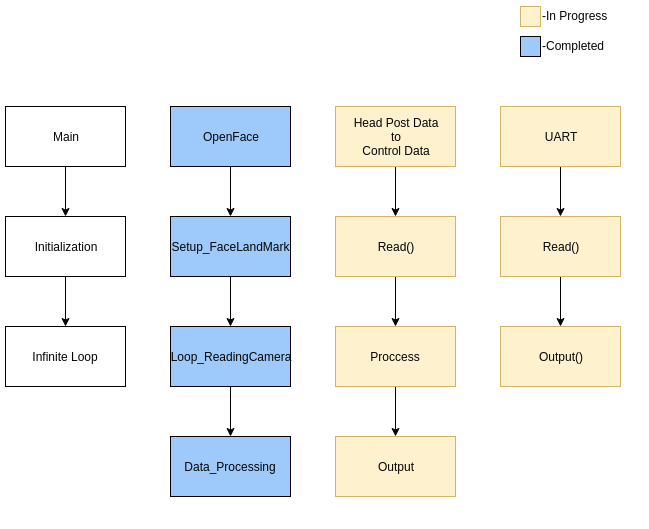 -In Progress
-Completed
Main
OpenFace
Head Post Data
to
Control Data
UART
Initialization
Setup_FaceLandMark
Read()
Read()
Infinite Loop
Loop_ReadingCamera
Proccess
Output()
Data_Processing
Output